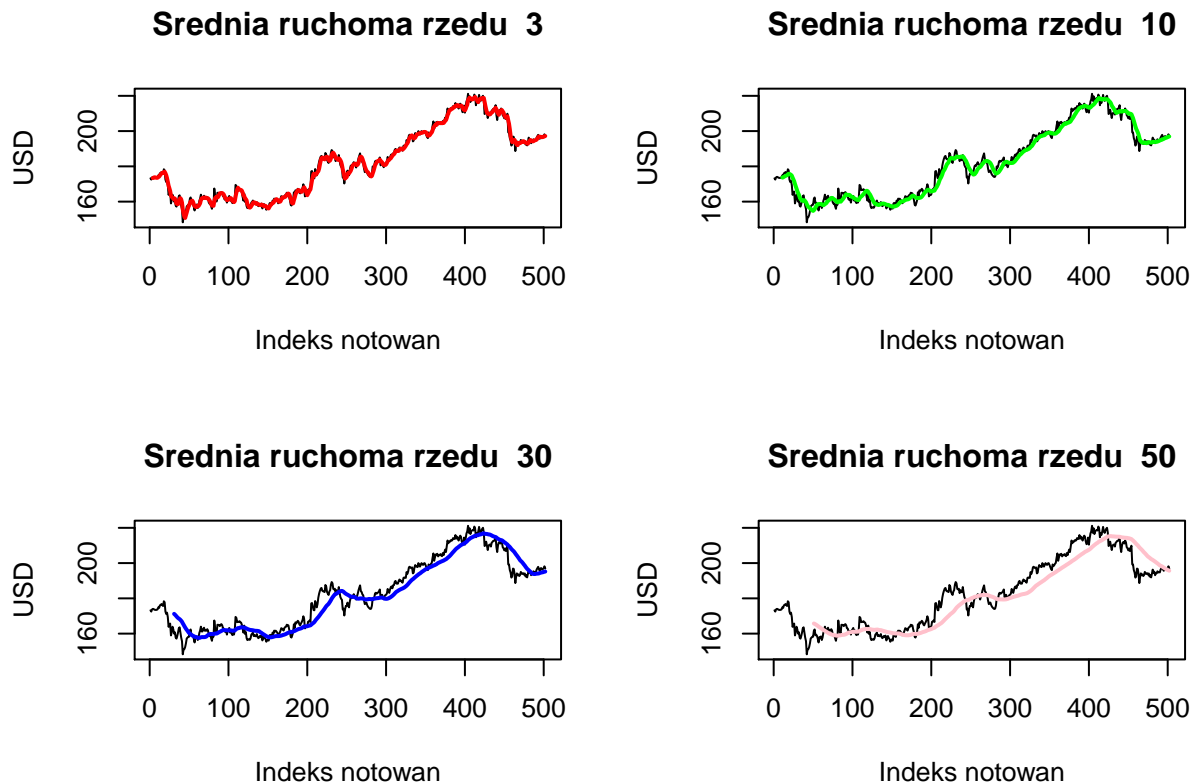 Srednia ruchoma rzedu 3
USD
160
200
0 100 200 300 400 500
Indeks notowan
Srednia ruchoma rzedu 10
USD
160
200
0 100 200 300 400 500
Indeks notowan
Srednia ruchoma rzedu 30
USD
160
200
0 100 200 300 400 500
Indeks notowan
Srednia ruchoma rzedu 50
USD
160
200
0 100 200 300 400 500
Indeks notowan